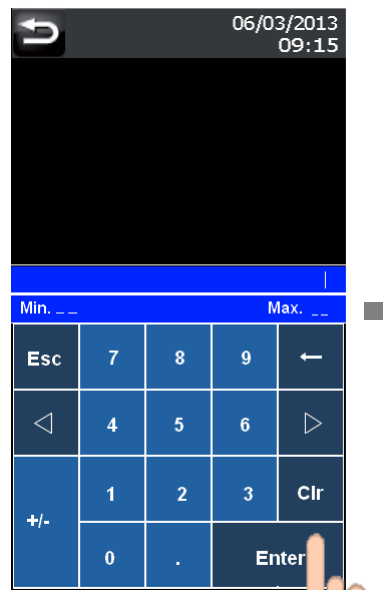 06/03/2013
09:15
Min. _ _ Max. _ _
Esc 7 8 9 ←
◁ 4 5 6 ▷
+/- 1 2 3 Clr
0 . Enter